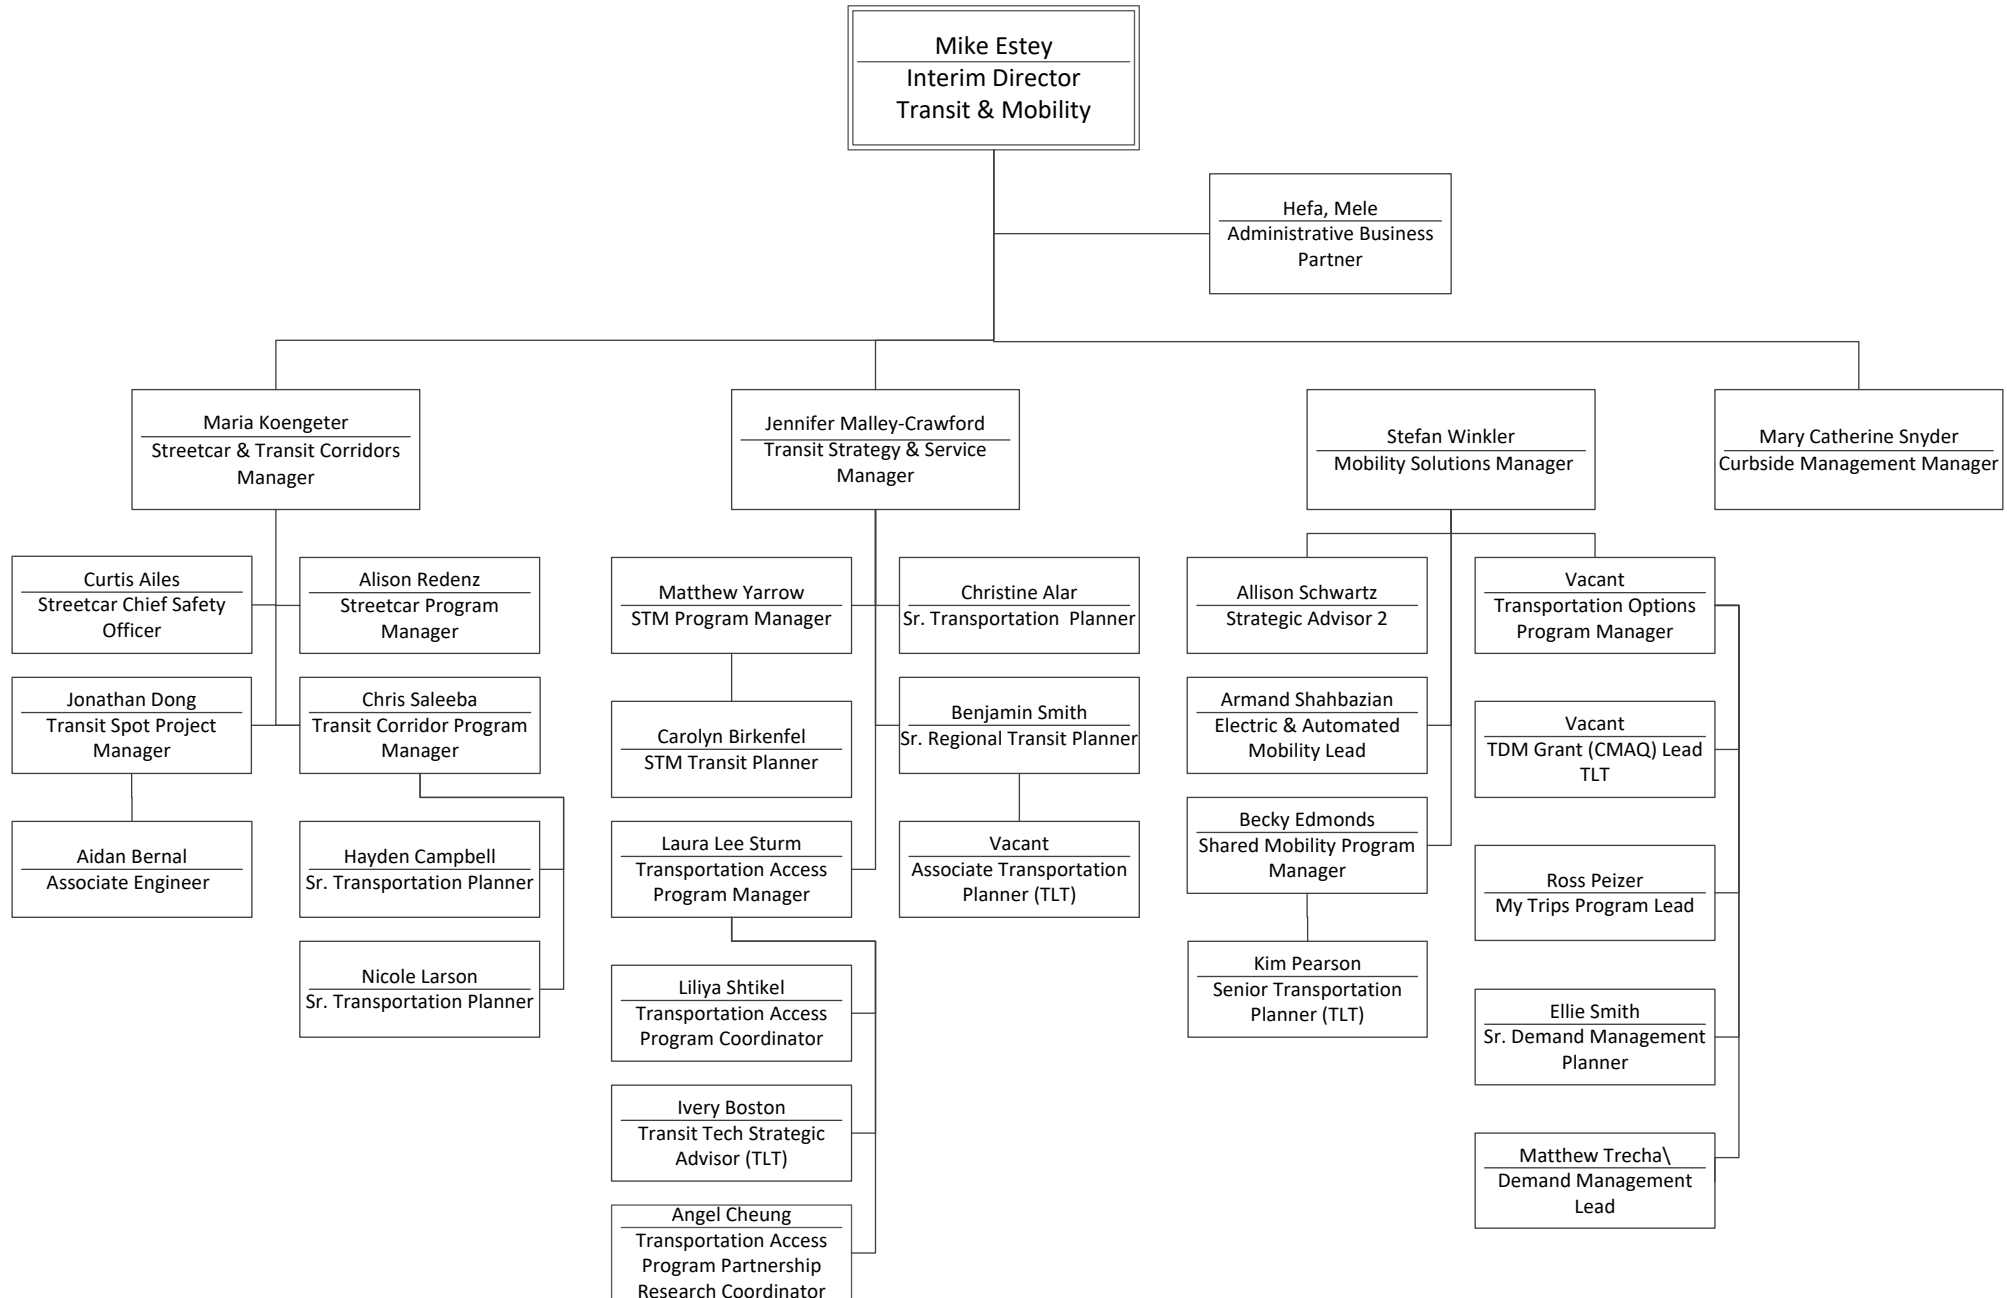 Mike Estey
Interim Director
Transit & Mobility
Hefa, Mele
Administrative Business
Partner
Maria Koengeter
Streetcar & Transit Corridors
Manager
Jennifer Malley-Crawford
Transit Strategy & Service
Manager
Stefan Winkler
Mobility Solutions Manager
Mary Catherine Snyder
Curbside Management Manager
Curtis Ailes
Streetcar Chief Safety
Officer
Alison Redenz
Streetcar Program
Manager
Matthew Yarrow
STM Program Manager
Christine Alar
Sr. Transportation  Planner
Allison Schwartz
Strategic Advisor 2
Vacant
Transportation Options
Program Manager
Jonathan Dong
Transit Spot Project
Manager
Chris Saleeba
Transit Corridor Program
Manager
Carolyn Birkenfel
STM Transit Planner
Benjamin Smith
Sr. Regional Transit Planner
Armand Shahbazian
Electric & Automated
Mobility Lead
Vacant
TDM Grant (CMAQ) Lead
TLT
Aidan Bernal
Associate Engineer
Hayden Campbell
Sr. Transportation Planner
Laura Lee Sturm
Transportation Access
Program Manager
Vacant
Associate Transportation
Planner (TLT)
Becky Edmonds
Shared Mobility Program
Manager
Ross Peizer
My Trips Program Lead
Nicole Larson
Sr. Transportation Planner
Liliya Shtikel
Transportation Access
Program Coordinator
Kim Pearson
Senior Transportation
Planner (TLT)
Ellie Smith
Sr. Demand Management
Planner
Ivery Boston
Transit Tech Strategic
Advisor (TLT)
Matthew Trecha\
Demand Management
Lead
Angel Cheung
Transportation Access
Program Partnership
Research Coordinator